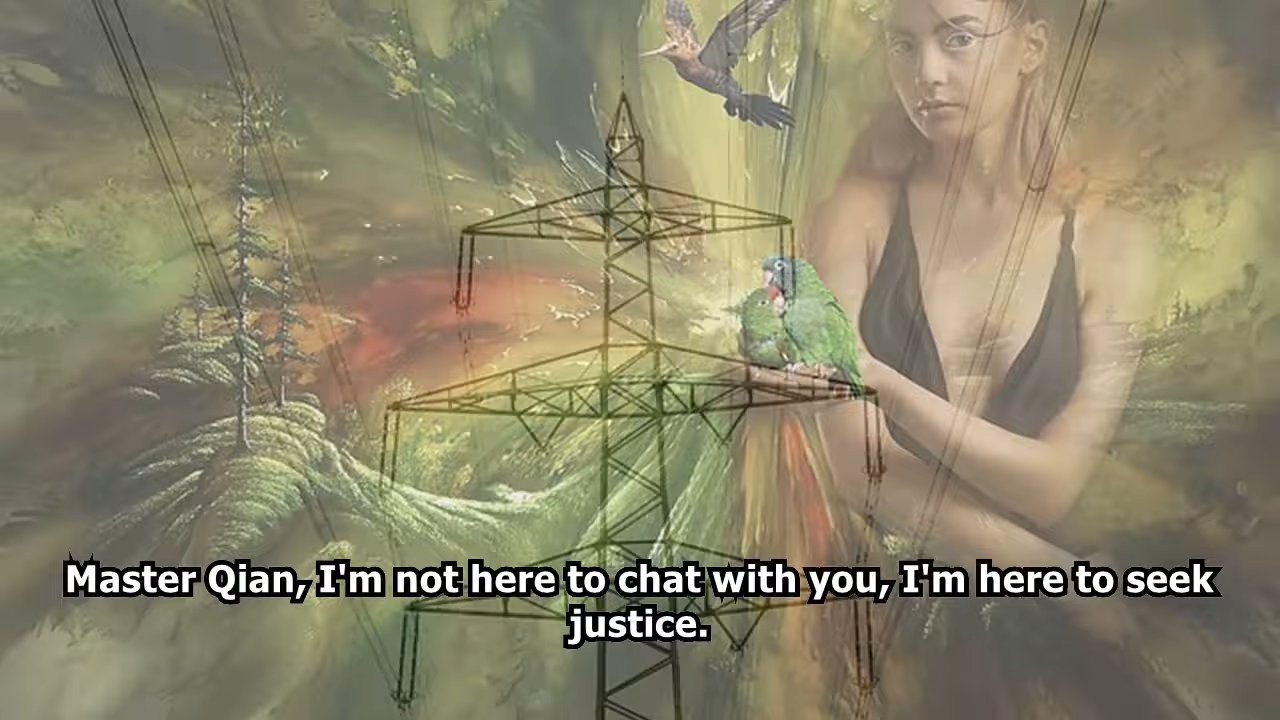 Master Qian, I'm not here to chat with you, I'm here to seek
justice.